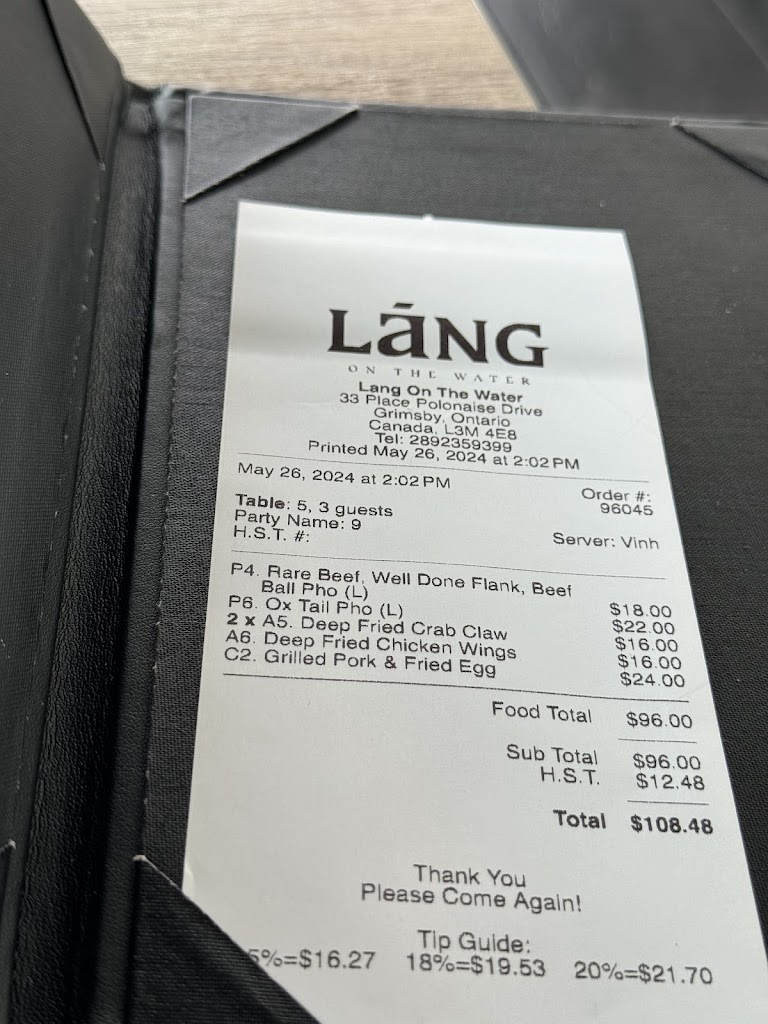 LāNG
ON THE WATER
Lang On The Water
33 Place Polonaise Drive
Grimsby, Ontario
Canada, L3M 4E8
Tel: 2892359399
Printed May 26, 2024 at 2:02 PM
May 26, 2024 at 2:02 PM
Order #:
96045
Table: 5, 3 guests
Party Name: 9
H.S.T. #:
Server: Vinh
P4. Rare Beef, Well Done Flank, Beef
Ball Pho (L) $18.00
P6. Ox Tail Pho (L) $22.00
2 x A5. Deep Fried Crab Claw $16.00
A6. Deep Fried Chicken Wings $16.00
C2. Grilled Pork & Fried Egg $24.00
Food Total $96.00
Sub Total $96.00
H.S.T. $12.48
Total $108.48
Thank You
Please Come Again!
Tip Guide:
5%=$16.27 18%=$19.53 20%=$21.70